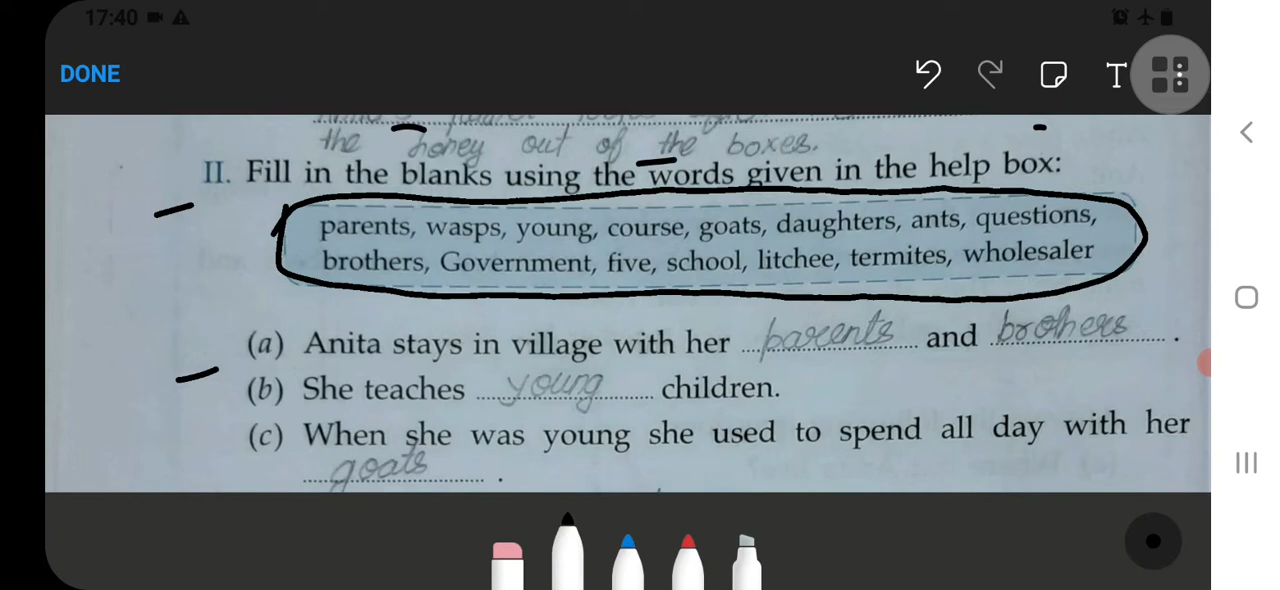 17:40
DONE
T
the honey out of the boxes.
II. Fill in the blanks using the words given in the help box:
parents, wasps, young, course, goats, daughters, ants, questions,
brothers, Government, five, school, litchee, termites, wholesaler
(a) Anita stays in village with her parents and brothers.
(b) She teaches young children.
(c) When she was young she used to spend all day with her
goats.